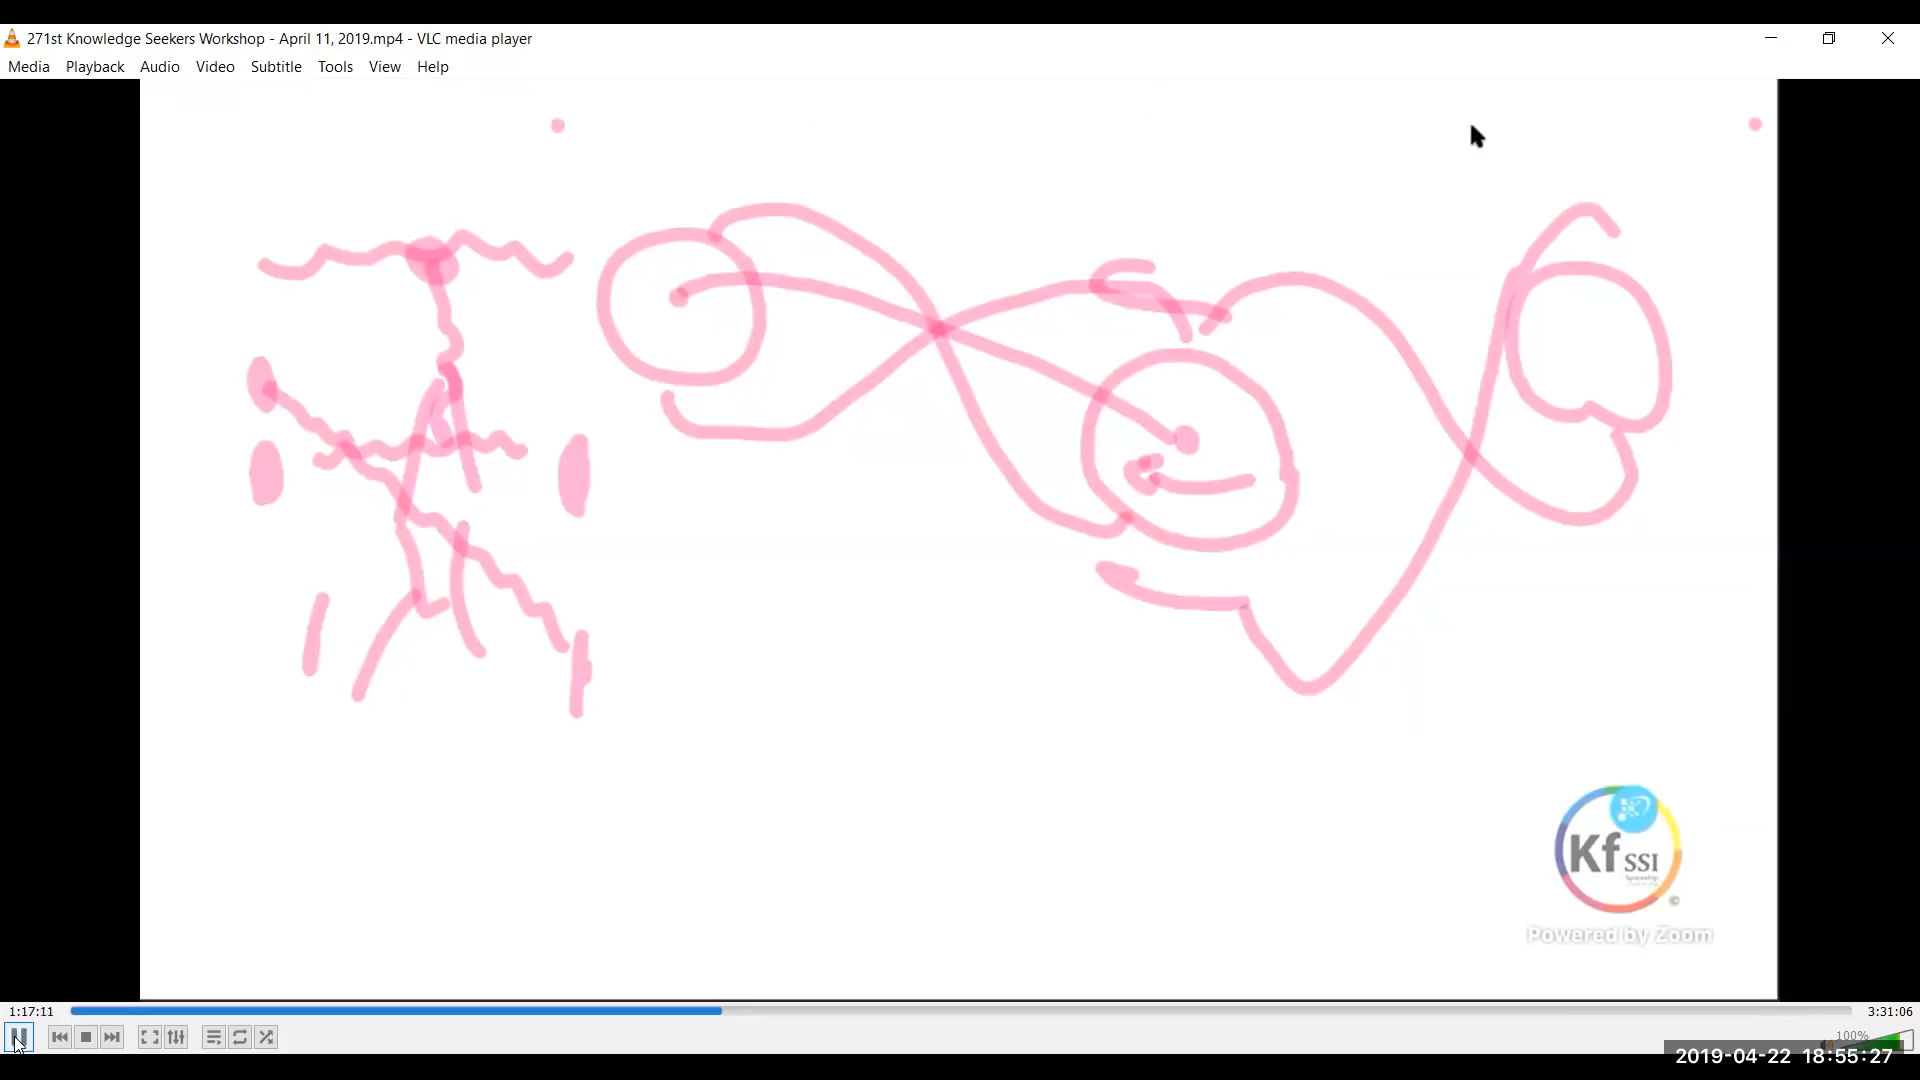 271st Knowledge Seekers Workshop - April 11, 2019.mp4 - VLC media player
Media Playback Audio Video Subtitle Tools View Help
Kf SSI
©
Powered by Zoom
1:17:11
3:31:06
100%
2019-04-22 18:55:27